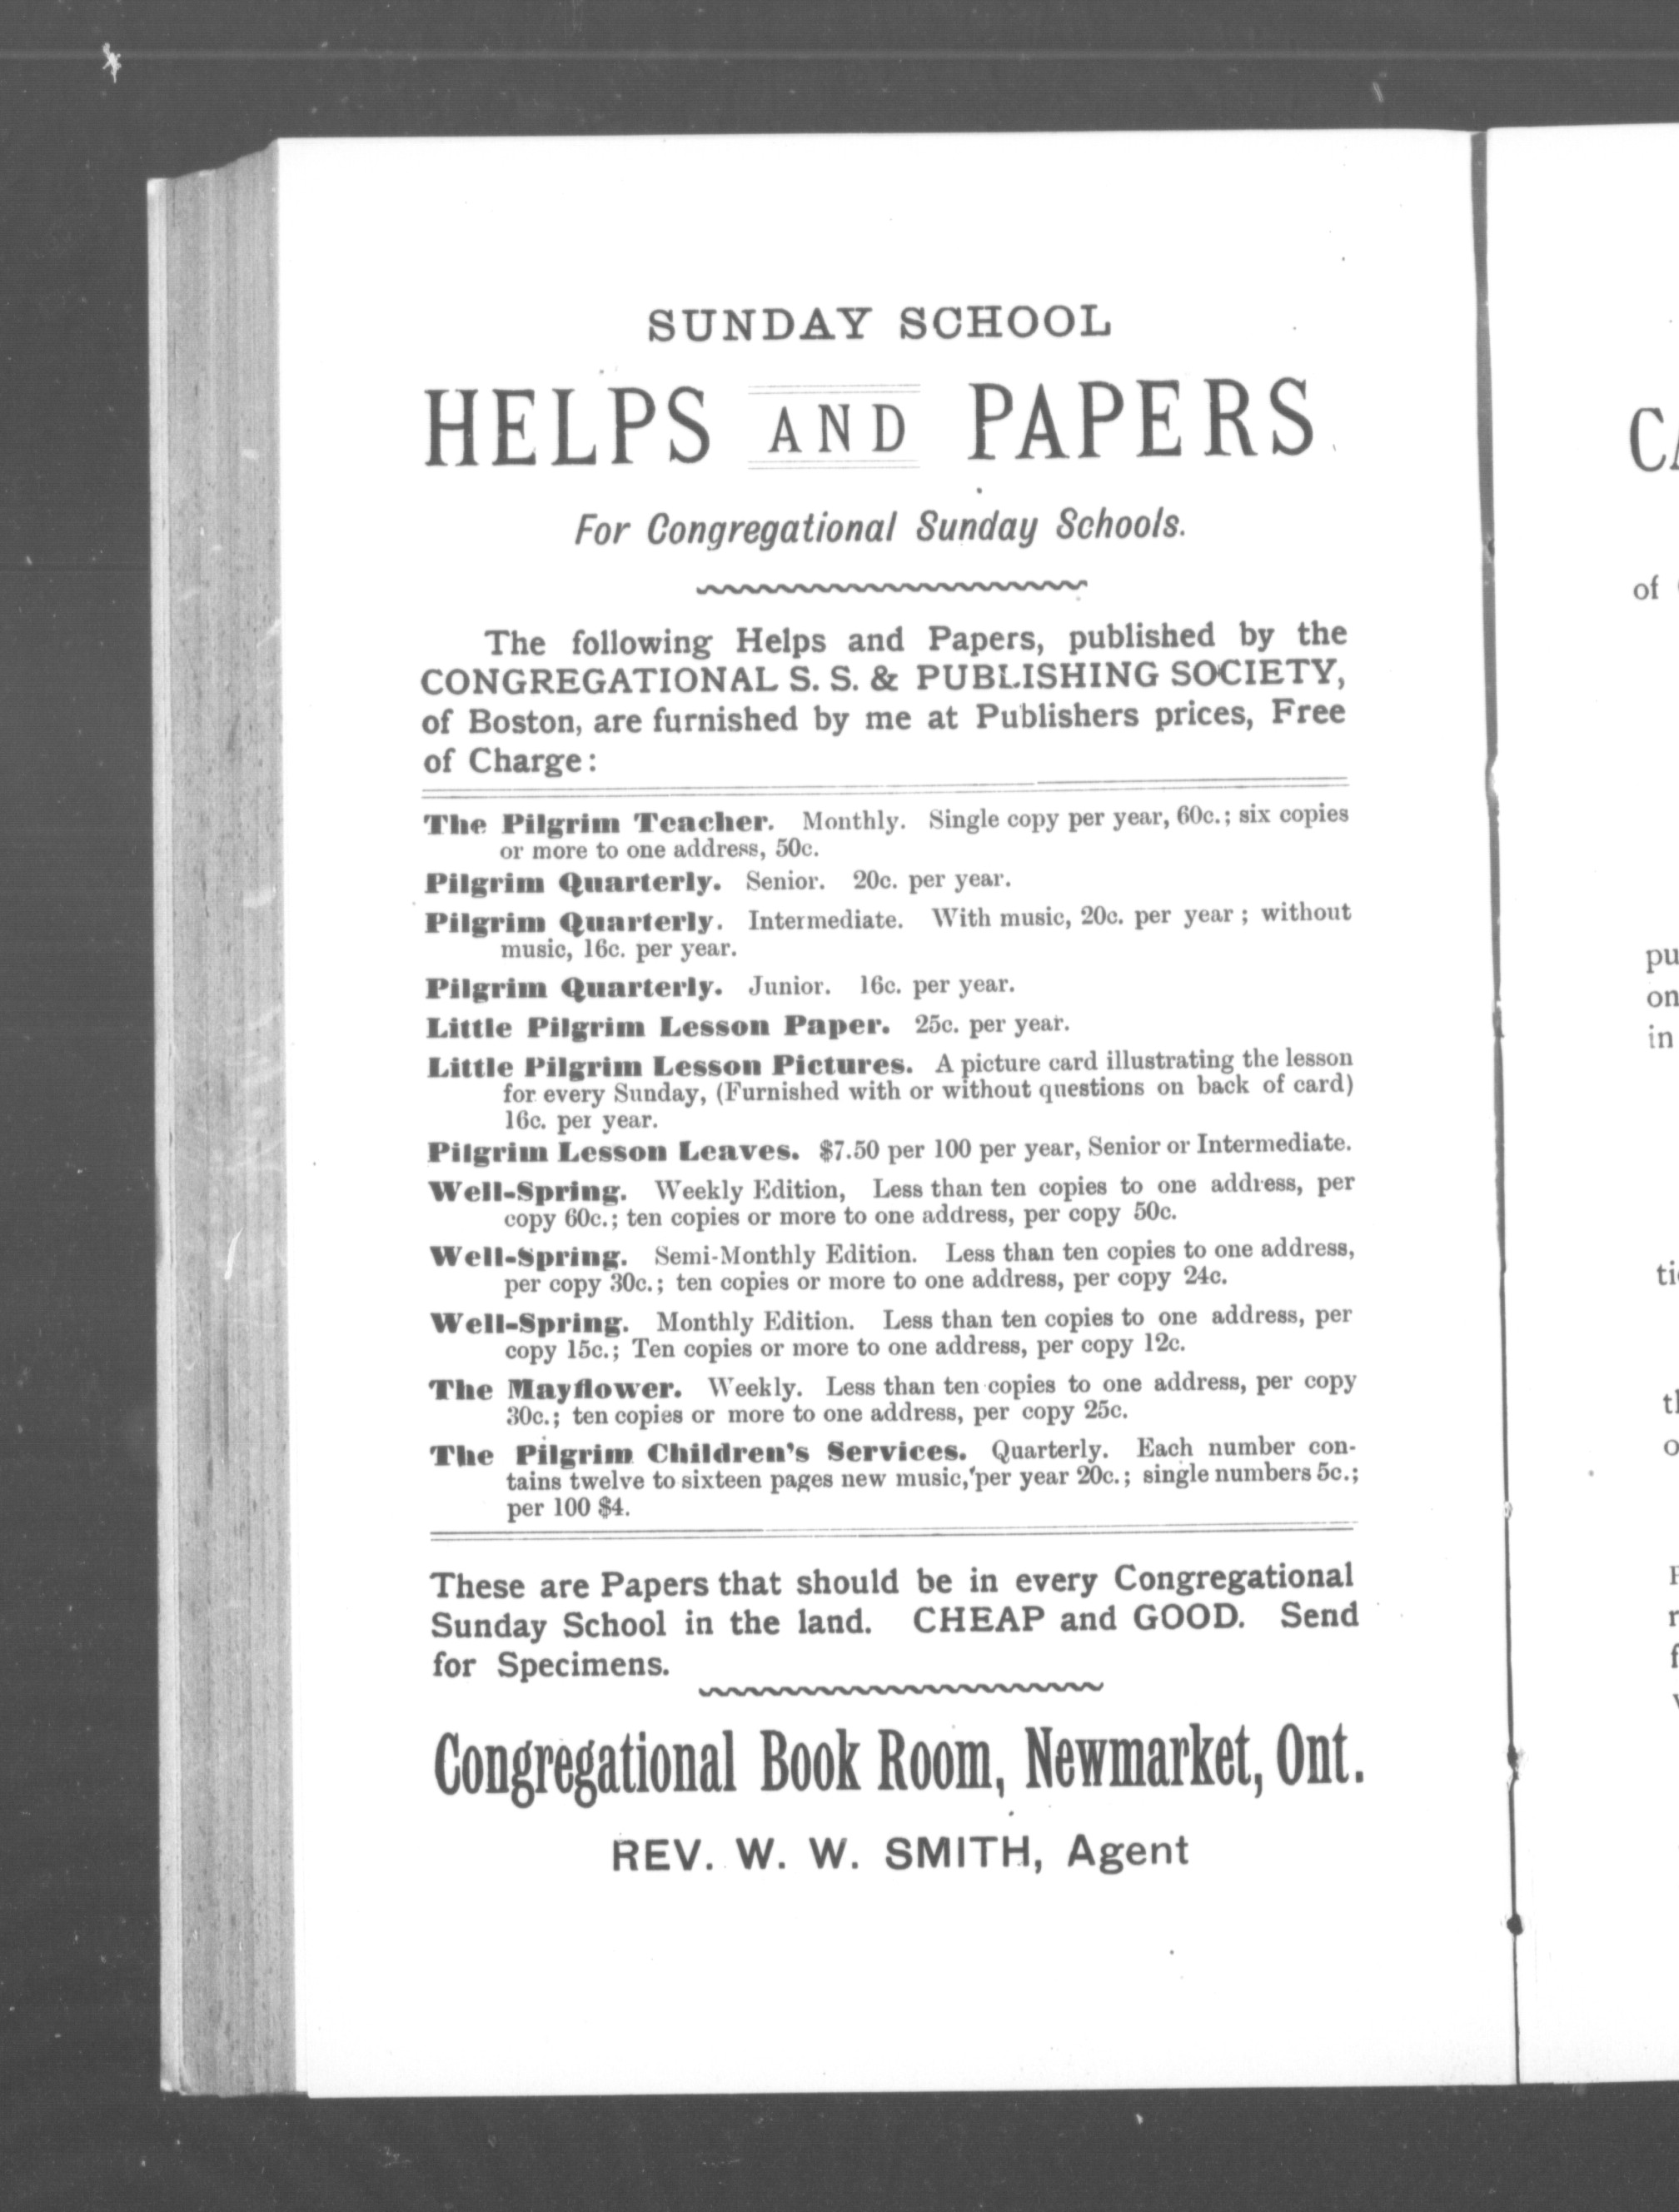 SUNDAY SCHOOL
HELPS AND PAPERS
For Congregational Sunday Schools.
The following Helps and Papers, published by the
CONGREGATIONAL S. S. & PUBLISHING SOCIETY,
of Boston, are furnished by me at Publishers prices, Free
of Charge:
The Pilgrim Teacher. Monthly. Single copy per year, 60c.; six copies
or more to one address, 50c.
Pilgrim Quarterly. Senior. 20c. per year.
Pilgrim Quarterly. Intermediate. With music, 20c. per year; without
music, 16c. per year.
Pilgrim Quarterly. Junior. 16c. per year.
Little Pilgrim Lesson Paper. 25c. per year.
Little Pilgrim Lesson Pictures. A picture card illustrating the lesson
for every Sunday, (Furnished with or without questions on back of card)
16c. per year.
Pilgrim Lesson Leaves. $7.50 per 100 per year, Senior or Intermediate.
Well-Spring. Weekly Edition, Less than ten copies to one address, per
copy 60c.; ten copies or more to one address, per copy 50c.
Well-Spring. Semi-Monthly Edition. Less than ten copies to one address,
per copy 30c.; ten copies or more to one address, per copy 24c.
Well-Spring. Monthly Edition. Less than ten copies to one address, per
copy 15c.; Ten copies or more to one address, per copy 12c.
The Mayflower. Weekly. Less than ten copies to one address, per copy
30c.; ten copies or more to one address, per copy 25c.
The Pilgrim Children's Services. Quarterly. Each number con-
tains twelve to sixteen pages new music, per year 20c.; single numbers 5c.;
per 100 $4.
These are Papers that should be in every Congregational
Sunday School in the land. CHEAP and GOOD. Send
for Specimens.
Congregational Book Room, Newmarket, Ont.
REV. W. W. SMITH, Agent
of
in